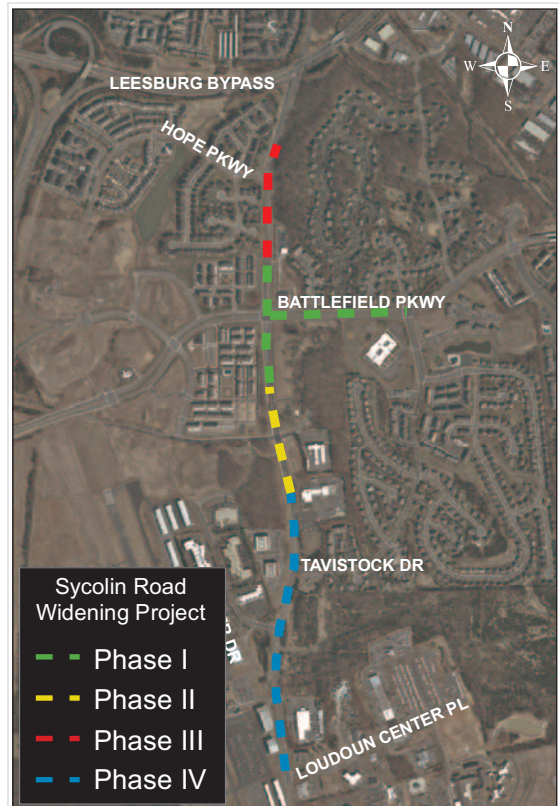 N
W E
S
LEESBURG BYPASS
HOPE PKWY
BATTLEFIELD PKWY
TAVISTOCK DR
DR
LOUDOUN CENTER PL
Sycolin Road
Widening Project
Phase I
Phase II
Phase III
Phase IV